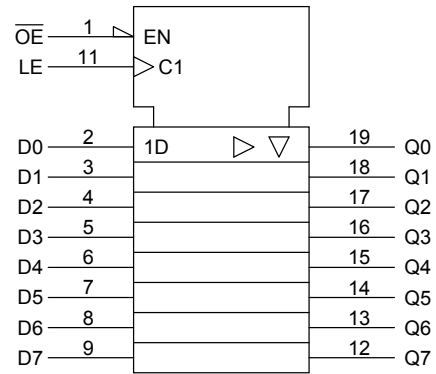 O̅E̅ 1 EN
LE 11 C1
D0 2 1D 19 Q0
D1 3 18 Q1
D2 4 17 Q2
D3 5 16 Q3
D4 6 15 Q4
D5 7 14 Q5
D6 8 13 Q6
D7 9 12 Q7